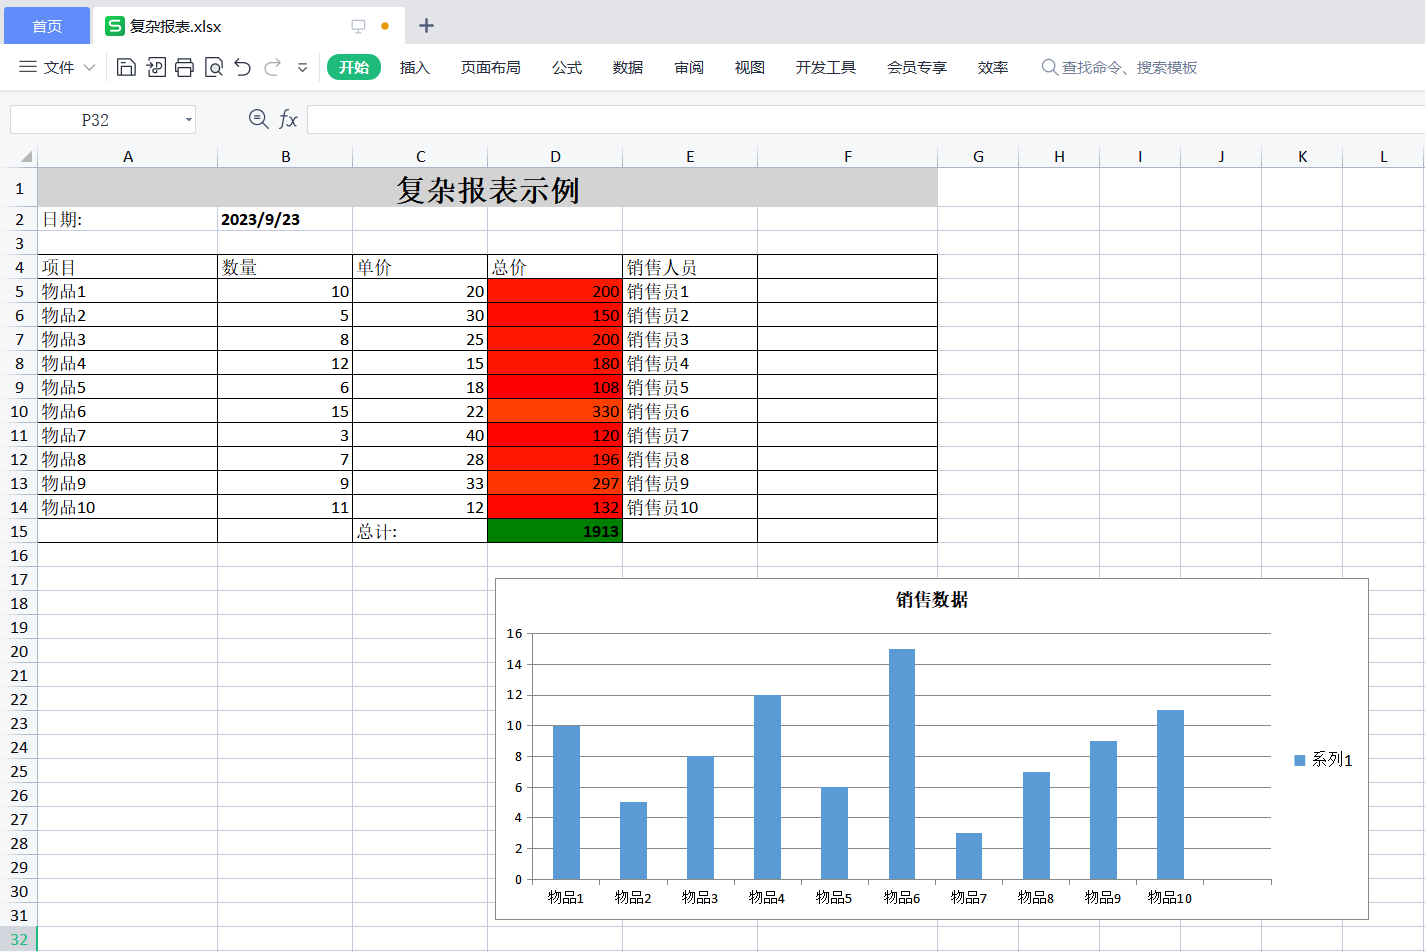 首页 复杂报表.xlsx
文件 开始 插入 页面布局 公式 数据 审阅 视图 开发工具 会员专享 效率 查找命令、搜索模板
P32 fx
A B C D E F G H I J K L
1 复杂报表示例
2 日期: 2023/9/23
3
4 项目 数量 单价 总价 销售人员
5 物品1 10 20 200 销售员1
6 物品2 5 30 150 销售员2
7 物品3 8 25 200 销售员3
8 物品4 12 15 180 销售员4
9 物品5 6 18 108 销售员5
10 物品6 15 22 330 销售员6
11 物品7 3 40 120 销售员7
12 物品8 7 28 196 销售员8
13 物品9 9 33 297 销售员9
14 物品10 11 12 132 销售员10
15 总计: 1913
16
17
18
19
20
21
22
23
24
25
26
27
28
29
30
31
32
销售数据
16
14
12
10
8
6
4
2
0
物品1 物品2 物品3 物品4 物品5 物品6 物品7 物品8 物品9 物品10
系列1